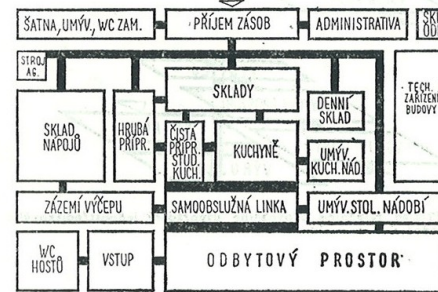 ŠATNA, UMÝV., WC ZAM.
PŘÍJEM ZÁSOB
ADMINISTRATIVA
STROJ.
AG.
SKLADY
TECH.
ZAŘÍZENÍ
BUDOVY
SKLAD
NÁPOJŮ
HRUBÁ
PŘÍPR.
DENNÍ
SKLAD
ČISTÁ
PŘÍPR.
STUD.
KUCH.
KUCHYNĚ
UMÝV.
KUCH. NÁD.
ZÁZEMÍ VÝČEPU
SAMOOBSLUŽNÁ LINKA
UMÝV. STOL. NÁDOBÍ
WC
HOSTŮ
VSTUP
ODBYTOVÝ PROSTOR